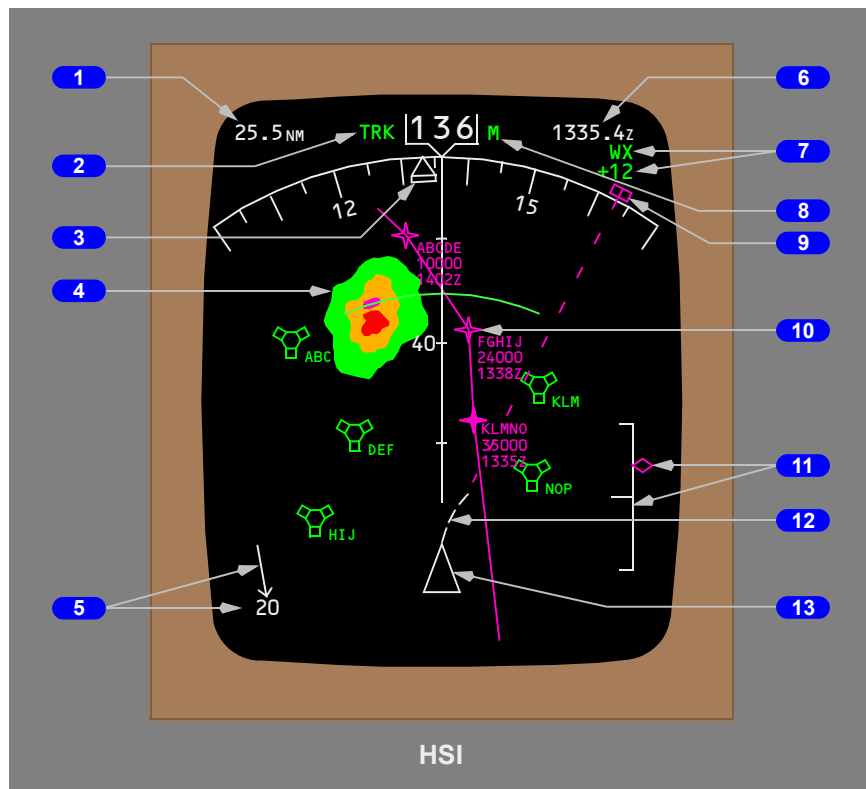 1
6
25.5 NM
TRK
136
M
1335.4Z
WX
+12
2
7
8
3
9
12
15
ABCDE
10000
1402Z
4
10
40
FGHIJ
24000
1338Z
ABC
KLM
KLMNO
35000
1335Z
DEF
11
NOP
12
HIJ
5
20
13
HSI